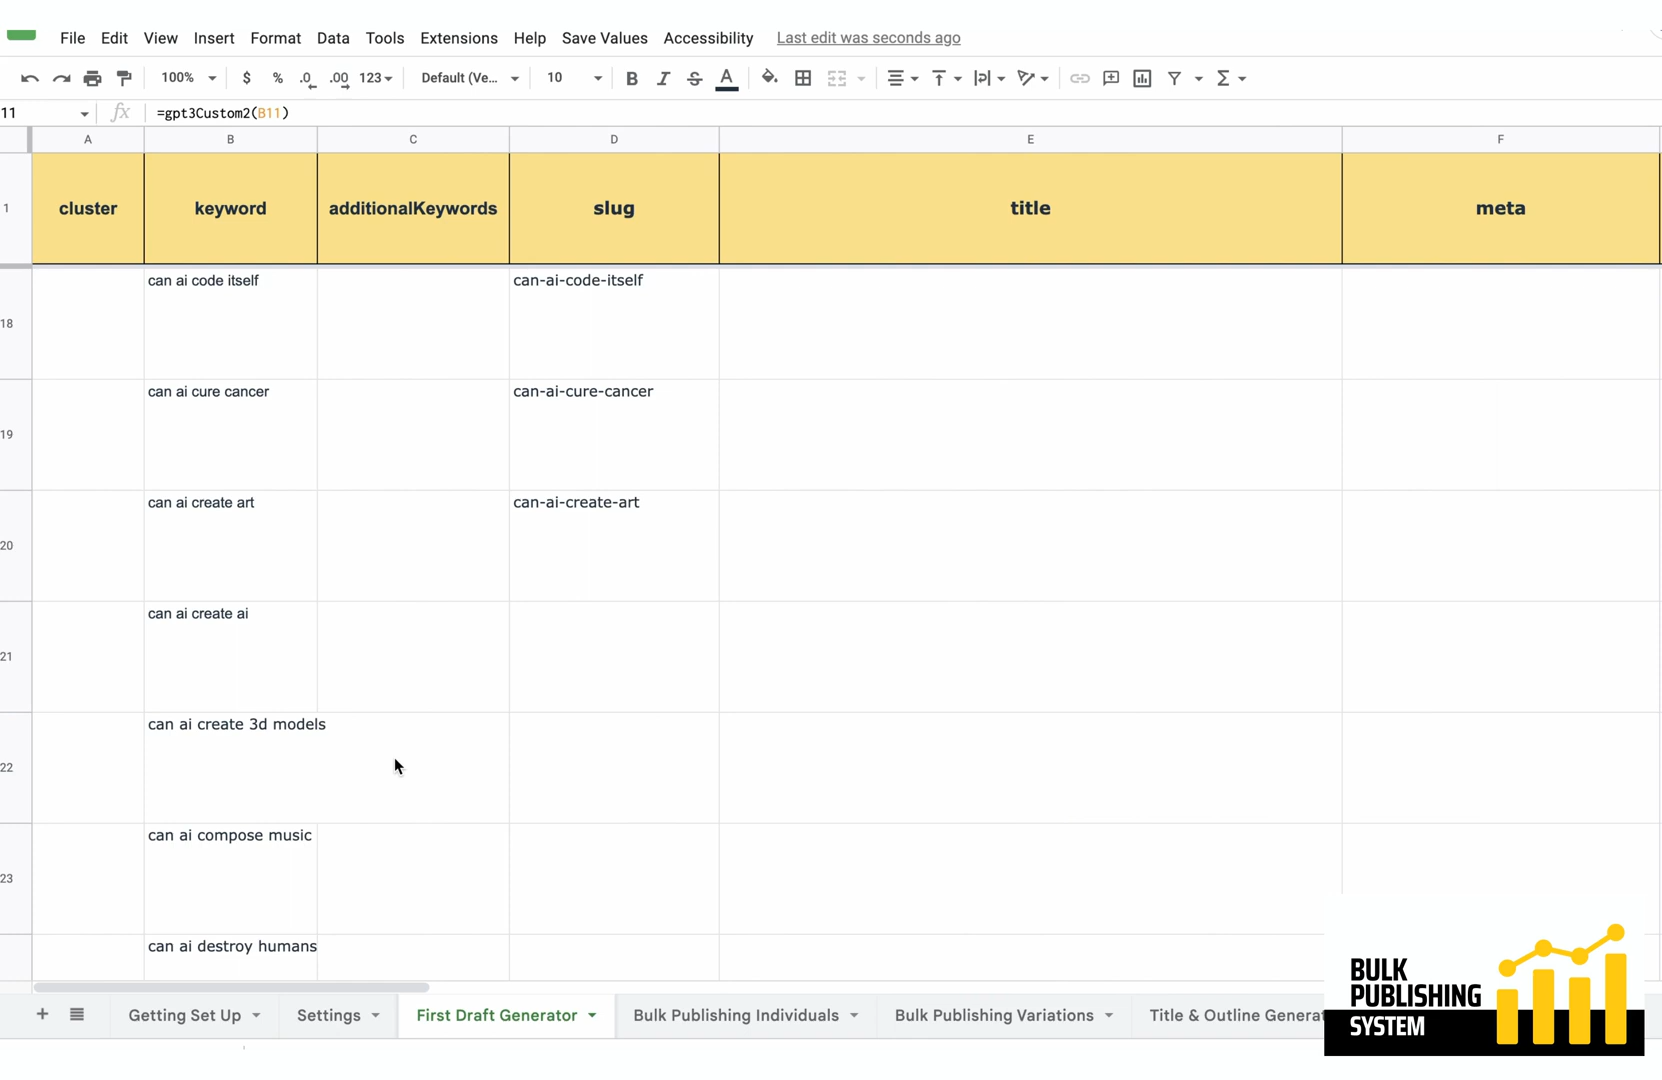 File Edit View Insert Format Data Tools Extensions Help Save Values Accessibility Last edit was seconds ago
100% $ % .0 .00 123 Default (Ve... 10 B I S A Σ
11 fx =gpt3Custom2(B11)
A B C D E F
1 cluster keyword additionalKeywords slug title meta
can ai code itself can-ai-code-itself
18
can ai cure cancer can-ai-cure-cancer
19
can ai create art can-ai-create-art
20
can ai create ai
21
can ai create 3d models
22
can ai compose music
23
can ai destroy humans
+ Getting Set Up Settings First Draft Generator Bulk Publishing Individuals Bulk Publishing Variations Title & Outline Generat
BULK
PUBLISHING
SYSTEM